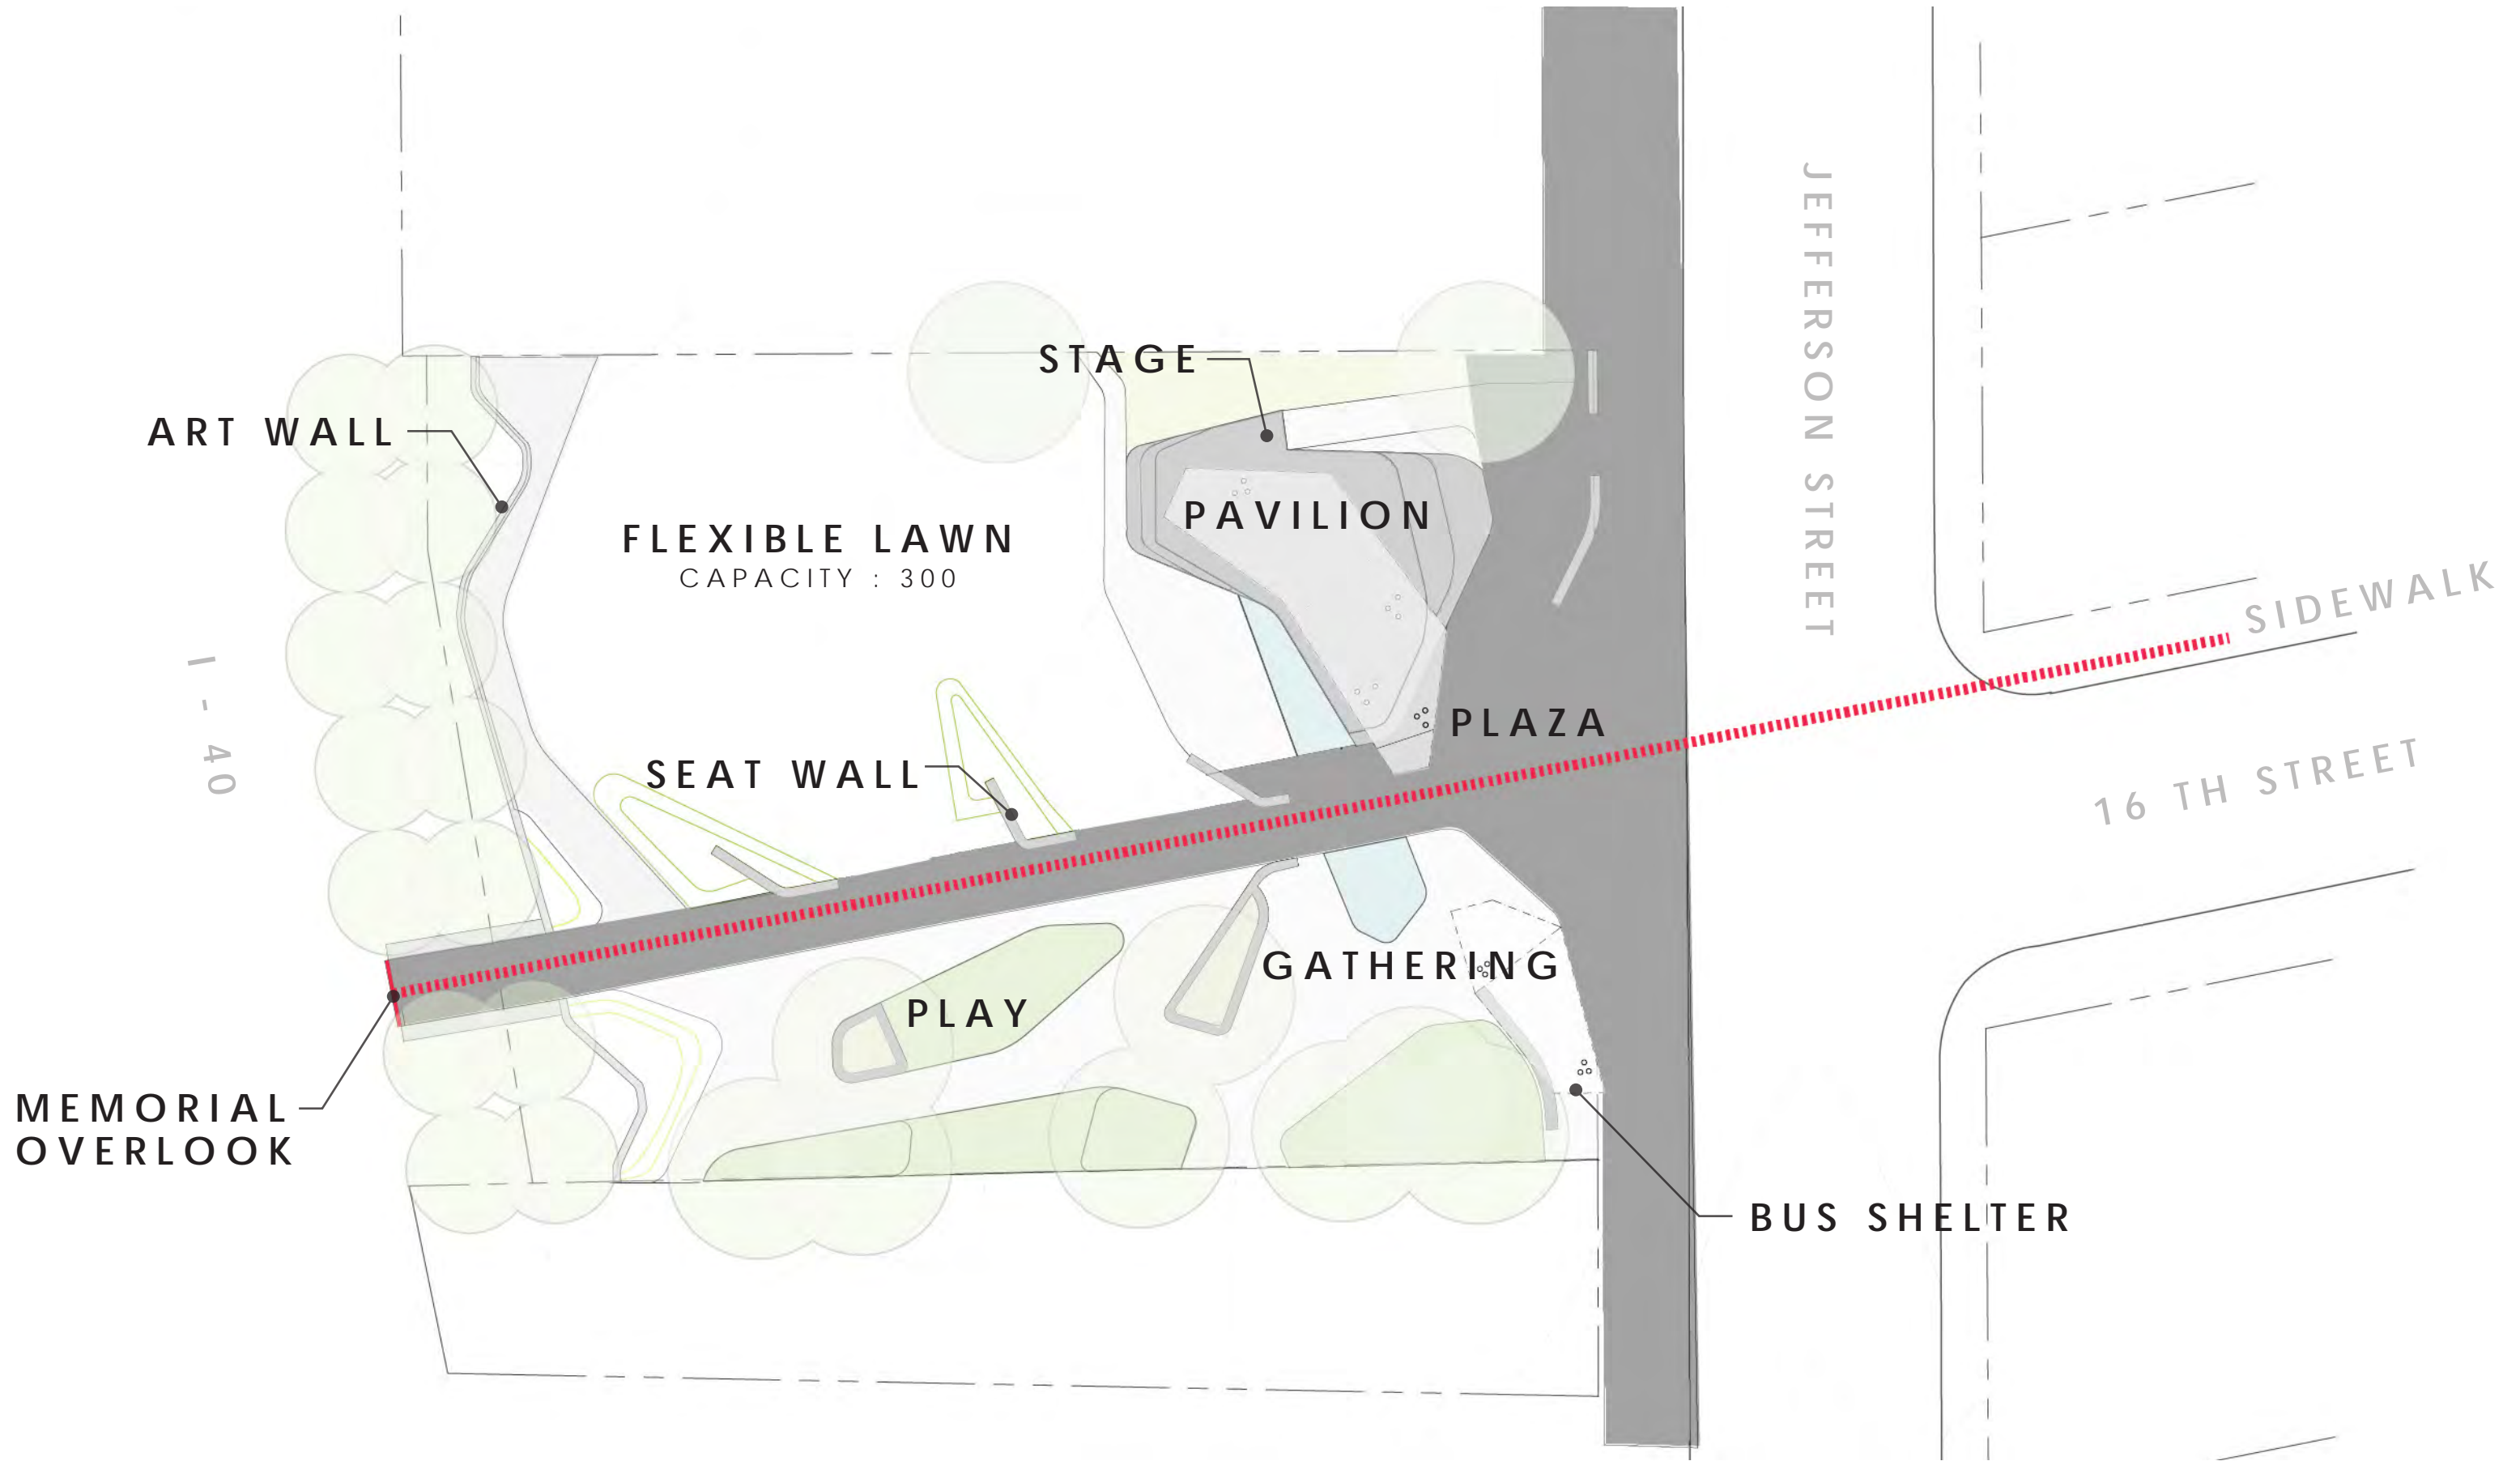 STAGE
JEFFERSON STREET
ART WALL
PAVILION
FLEXIBLE LAWN
CAPACITY : 300
SIDEWALK
I - 40
PLAZA
SEAT WALL
16 TH STREET
GATHERING
PLAY
MEMORIAL
OVERLOOK
BUS SHELTER